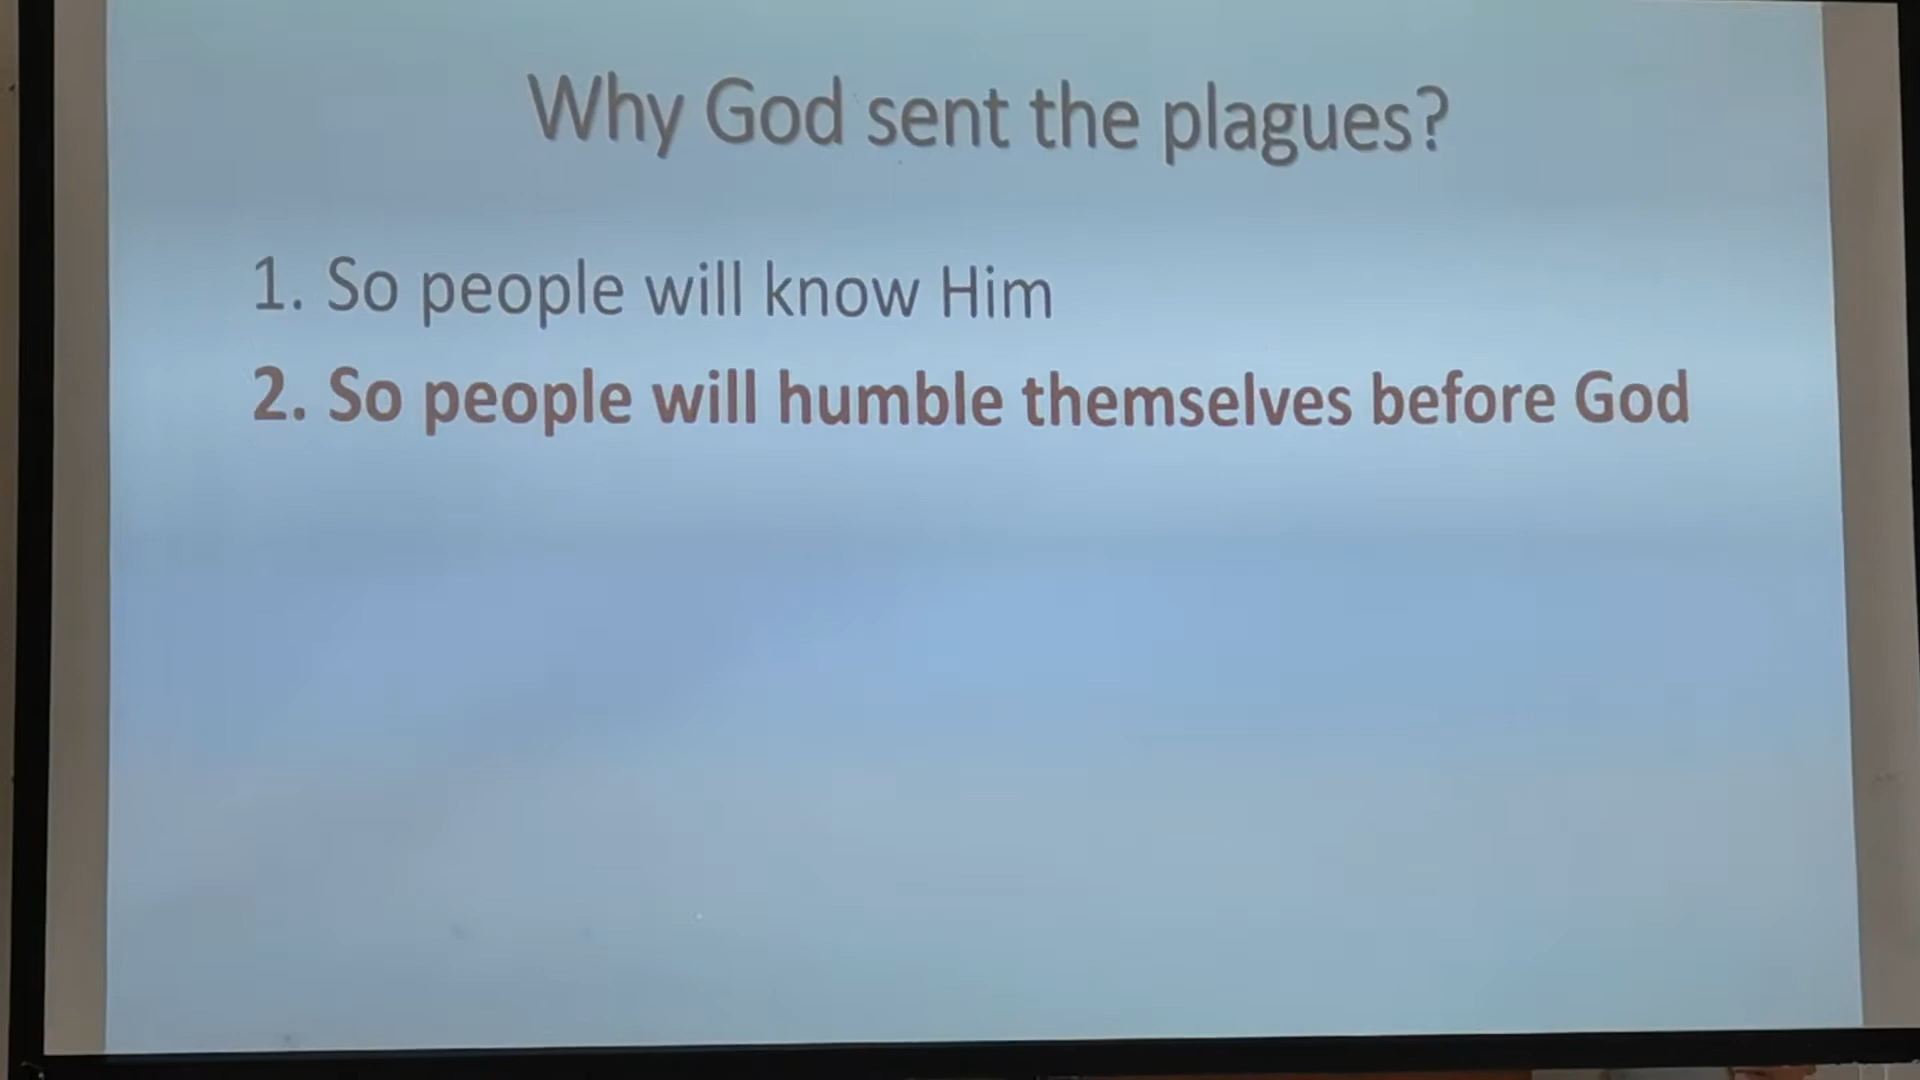 Why God sent the plagues?
1. So people will know Him
2. So people will humble themselves before God